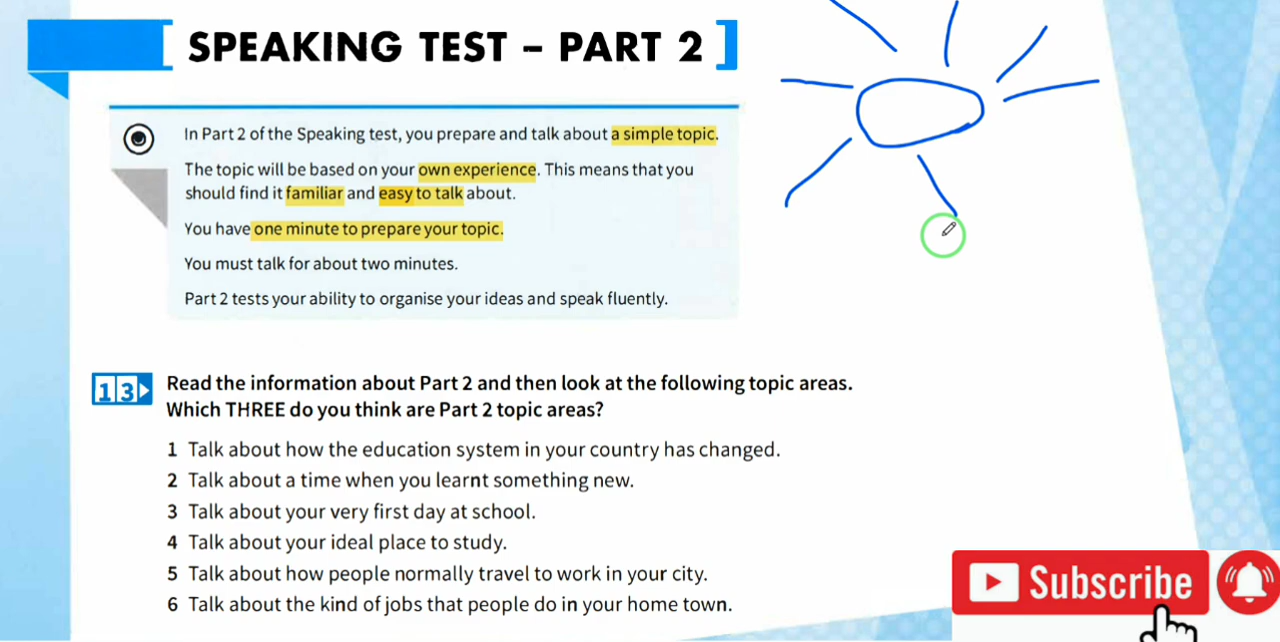 SPEAKING TEST – PART 2
In Part 2 of the Speaking test, you prepare and talk about a simple topic.
The topic will be based on your own experience. This means that you
should find it familiar and easy to talk about.
You have one minute to prepare your topic.
You must talk for about two minutes.
Part 2 tests your ability to organise your ideas and speak fluently.
13 Read the information about Part 2 and then look at the following topic areas.
Which THREE do you think are Part 2 topic areas?
1 Talk about how the education system in your country has changed.
2 Talk about a time when you learnt something new.
3 Talk about your very first day at school.
4 Talk about your ideal place to study.
5 Talk about how people normally travel to work in your city.
6 Talk about the kind of jobs that people do in your home town.
Subscribe